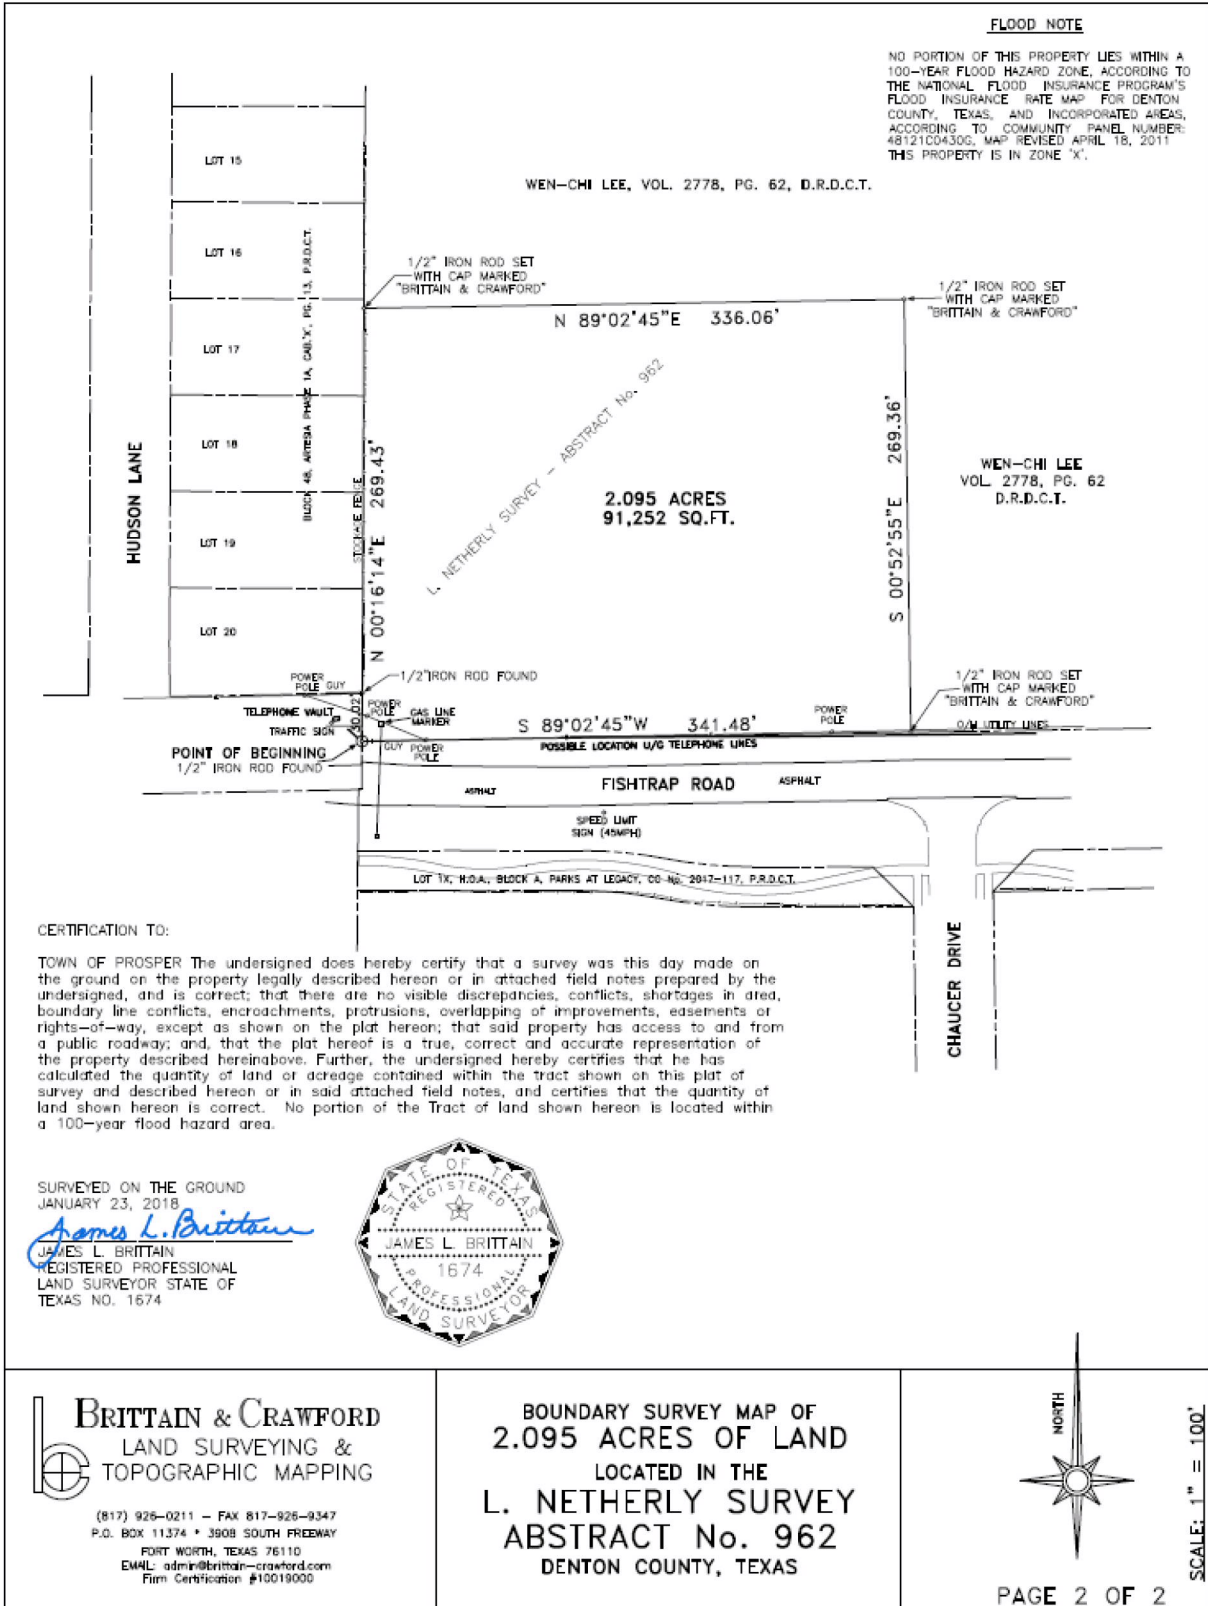 FLOOD NOTE
NO PORTION OF THIS PROPERTY LIES WITHIN A
100-YEAR FLOOD HAZARD ZONE, ACCORDING TO
THE NATIONAL FLOOD INSURANCE PROGRAM'S
FLOOD INSURANCE RATE MAP FOR DENTON
COUNTY, TEXAS, AND INCORPORATED AREAS,
ACCORDING TO COMMUNITY PANEL NUMBER:
48121C0430G, MAP REVISED APRIL 18, 2011
THIS PROPERTY IS IN ZONE 'X'.
WEN-CHI LEE, VOL. 2778, PG. 62, D.R.D.C.T.
LOT 15
LOT 16
LOT 17
LOT 18
LOT 19
LOT 20
HUDSON LANE
BLOCK 48, ARTESIA PHASE 1A, CAB.'X', PG. 13, P.R.D.C.T.
STOCKADE FENCE
1/2" IRON ROD SET
WITH CAP MARKED
"BRITTAIN & CRAWFORD"
1/2" IRON ROD SET
WITH CAP MARKED
"BRITTAIN & CRAWFORD"
N 89°02'45"E 336.06'
L. NETHERLY SURVEY - ABSTRACT No. 962
N 00°16'14"E 269.43'
2.095 ACRES
91,252 SQ.FT.
S 00°52'55"E 269.36'
WEN-CHI LEE
VOL. 2778, PG. 62
D.R.D.C.T.
1/2"IRON ROD FOUND
1/2" IRON ROD SET
WITH CAP MARKED
"BRITTAIN & CRAWFORD"
POWER
POLE GUY
TELEPHONE VAULT
TRAFFIC SIGN
30.02
POWER
POLE
GAS LINE
MARKER
POINT OF BEGINNING
1/2" IRON ROD FOUND
GUY
POWER
POLE
S 89°02'45"W 341.48'
POWER
POLE
O/H UTILITY LINES
POSSIBLE LOCATION U/G TELEPHONE LINES
ASPHALT
FISHTRAP ROAD
ASPHALT
SPEED LIMIT
SIGN (45MPH)
LOT 1X, H.O.A., BLOCK A, PARKS AT LEGACY, CC No. 2017-117, P.R.D.C.T.
CHAUCER DRIVE
CERTIFICATION TO:
TOWN OF PROSPER The undersigned does hereby certify that a survey was this day made on
the ground on the property legally described hereon or in attached field notes prepared by the
undersigned, and is correct; that there are no visible discrepancies, conflicts, shortages in area,
boundary line conflicts, encroachments, protrusions, overlapping of improvements, easements or
rights-of-way, except as shown on the plat hereon; that said property has access to and from
a public roadway; and, that the plat hereof is a true, correct and accurate representation of
the property described hereinabove. Further, the undersigned hereby certifies that he has
calculated the quantity of land or acreage contained within the tract shown on this plat of
survey and described hereon or in said attached field notes, and certifies that the quantity of
land shown hereon is correct. No portion of the Tract of land shown hereon is located within
a 100-year flood hazard area.
SURVEYED ON THE GROUND
JANUARY 23, 2018
James L. Brittain
JAMES L. BRITTAIN
REGISTERED PROFESSIONAL
LAND SURVEYOR STATE OF
TEXAS NO. 1674
STATE OF TEXAS
REGISTERED
JAMES L. BRITTAIN
1674
PROFESSIONAL
LAND SURVEYOR
BRITTAIN & CRAWFORD
LAND SURVEYING &
TOPOGRAPHIC MAPPING
(817) 926-0211 - FAX 817-926-9347
P.O. BOX 11374 * 3908 SOUTH FREEWAY
FORT WORTH, TEXAS 76110
EMAIL: admin@brittain-crawford.com
Firm Certification #10019000
BOUNDARY SURVEY MAP OF
2.095 ACRES OF LAND
LOCATED IN THE
L. NETHERLY SURVEY
ABSTRACT No. 962
DENTON COUNTY, TEXAS
NORTH
SCALE: 1" = 100'
PAGE 2 OF 2